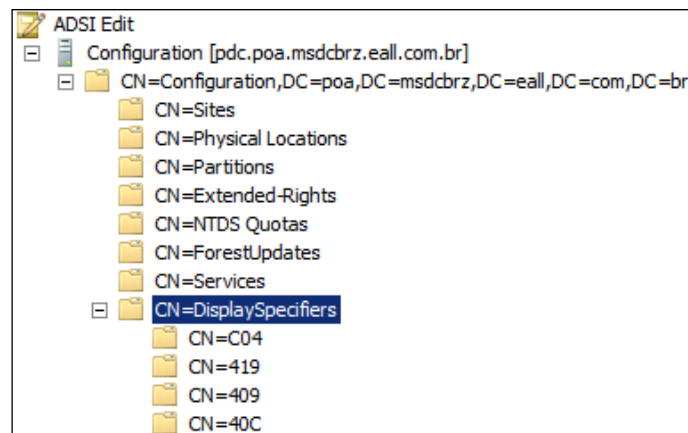 ADSI Edit
Configuration [pdc.poa.msdcbrz.eall.com.br]
CN=Configuration,DC=poa,DC=msdcbrz,DC=eall,DC=com,DC=br
CN=Sites
CN=Physical Locations
CN=Partitions
CN=Extended-Rights
CN=NTDS Quotas
CN=ForestUpdates
CN=Services
CN=DisplaySpecifiers
CN=C04
CN=419
CN=409
CN=40C